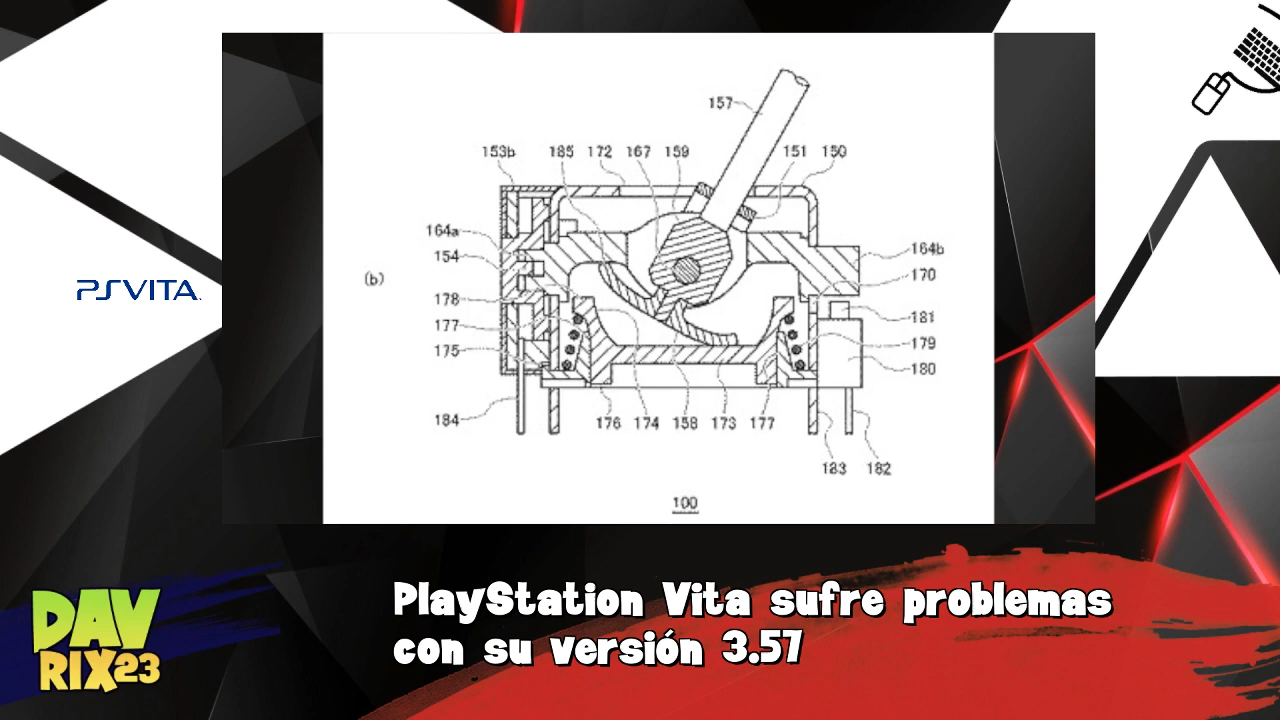 157
153b 185 172 167 159 151 150
164a
154
(b)
178
177
175
184
164b
170
181
179
180
176 174 158 173 177
183 182
100
PSVITA
DAV
RIX23
PlayStation Vita sufre problemas
con su versión 3.57